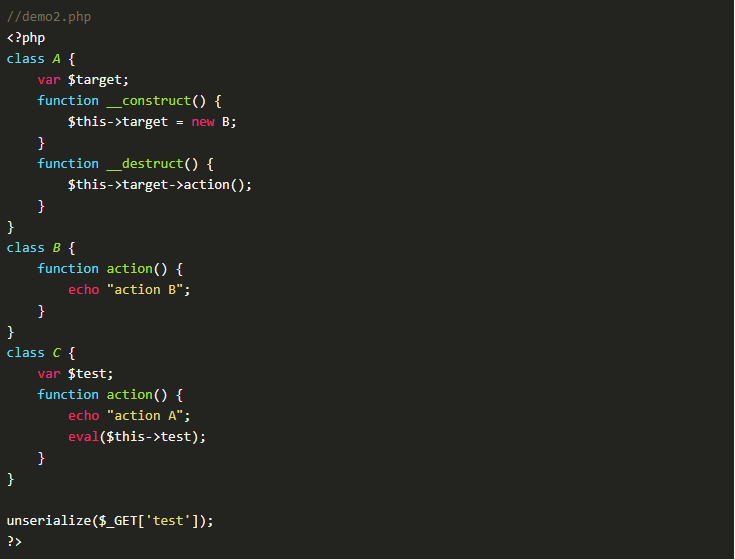 //demo2.php
<?php
class A {
    var $target;
    function __construct() {
        $this->target = new B;
    }
    function __destruct() {
        $this->target->action();
    }
}
class B {
    function action() {
        echo "action B";
    }
}
class C {
    var $test;
    function action() {
        echo "action A";
        eval($this->test);
    }
}

unserialize($_GET['test']);
?>